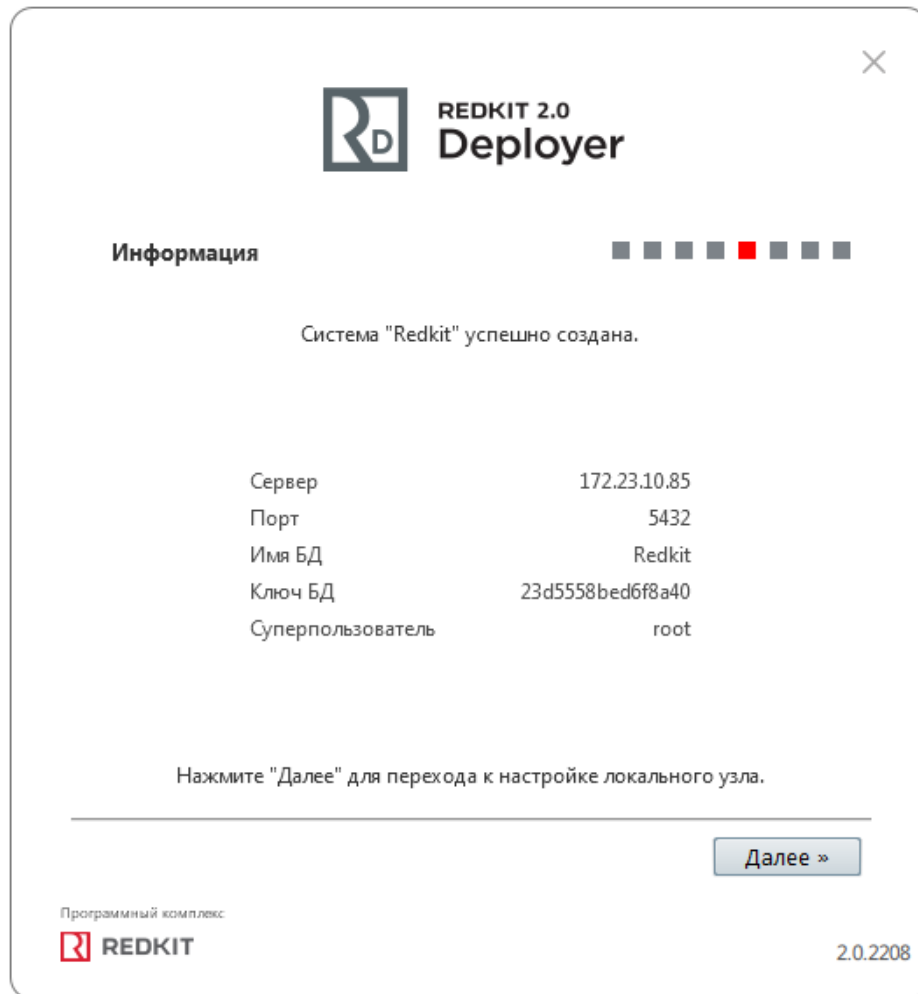 REDKIT 2.0
Deployer
Информация
Система "Redkit" успешно создана.
Сервер 172.23.10.85
Порт 5432
Имя БД Redkit
Ключ БД 23d5558bed6f8a40
Суперпользователь root
Нажмите "Далее" для перехода к настройке локального узла.
Далее »
Программный комплекс
REDKIT
2.0.2208